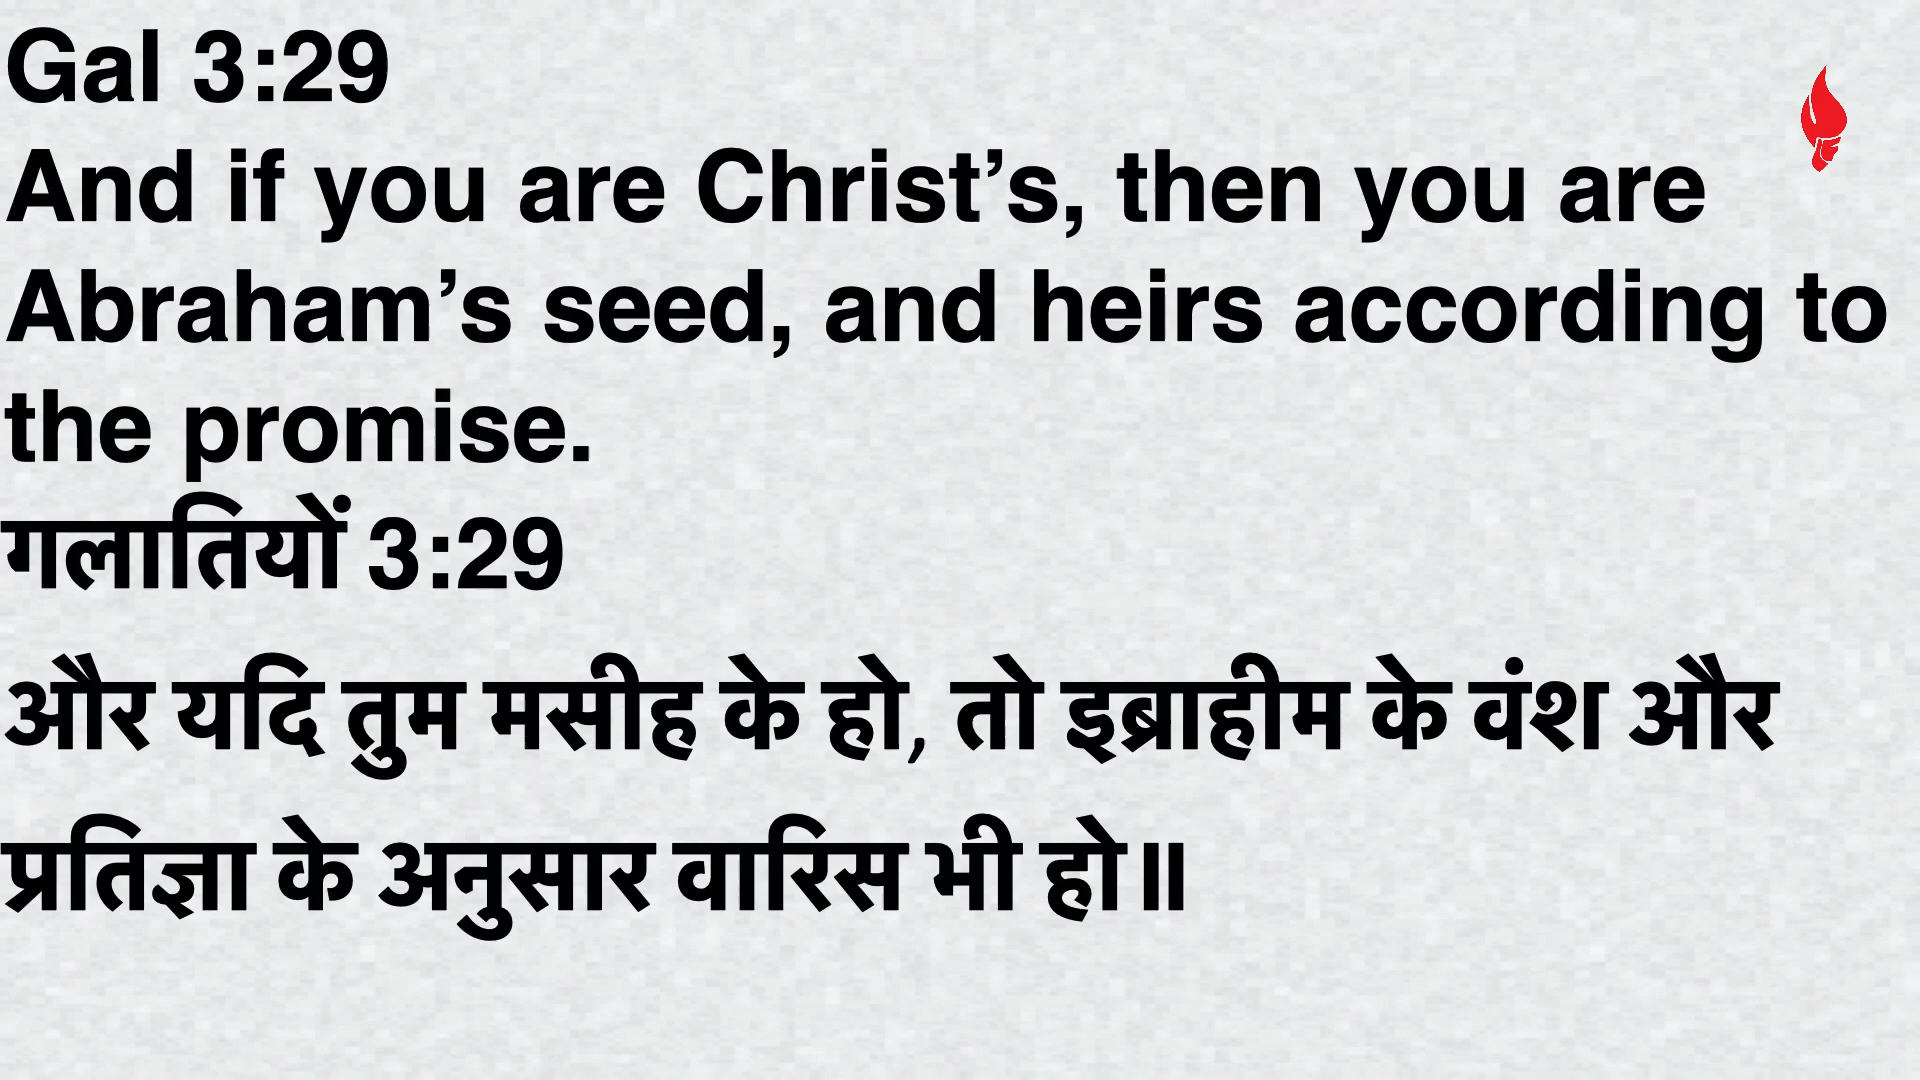 Gal 3:29
And if you are Christ’s, then you are
Abraham’s seed, and heirs according to
the promise.
गलातियों 3:29
और यदि तुम मसीह के हो, तो इब्राहीम के वंश और
प्रतिज्ञा के अनुसार वारिस भी हो॥